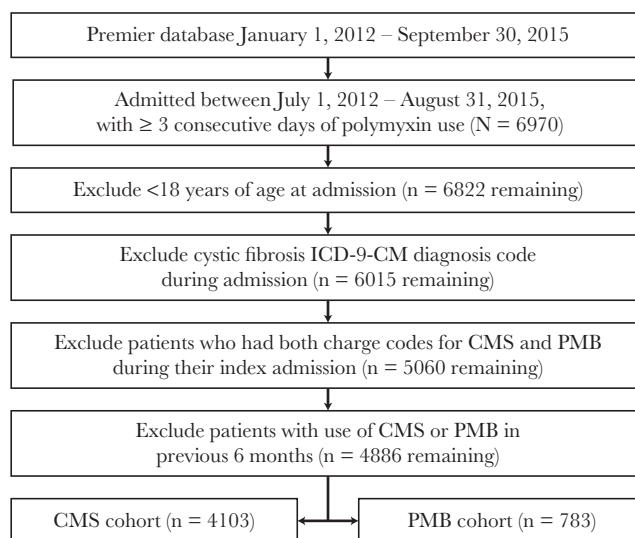 Premier database January 1, 2012 – September 30, 2015
Admitted between July 1, 2012 – August 31, 2015,
with ≥ 3 consecutive days of polymyxin use (N = 6970)
Exclude <18 years of age at admission (n = 6822 remaining)
Exclude cystic fibrosis ICD-9-CM diagnosis code
during admission (n = 6015 remaining)
Exclude patients who had both charge codes for CMS and PMB
during their index admission (n = 5060 remaining)
Exclude patients with use of CMS or PMB in
previous 6 months (n = 4886 remaining)
CMS cohort (n = 4103)
PMB cohort (n = 783)